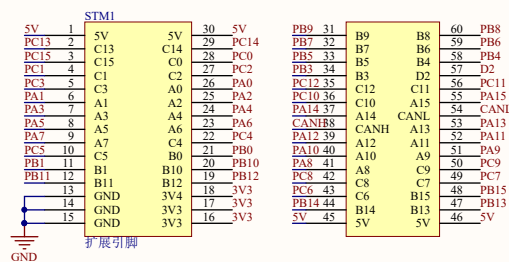 STM1
5V 1 5V 5V 30 5V
PC13 2 C13 C14 29 PC14
PC15 3 C15 C0 28 PC0
PC1 4 C1 C2 27 PC2
PC3 5 C3 A0 26 PA0
PA1 6 A1 A2 25 PA2
PA3 7 A3 A4 24 PA4
PA5 8 A5 A6 23 PA6
PA7 9 A7 C4 22 PC4
PC5 10 C5 B0 21 PB0
PB1 11 B1 B10 20 PB10
PB11 12 B11 B12 19 PB12
13 GND 3V4 18 3V3
14 GND 3V3 17 3V3
15 GND 3V3 16 3V3
扩展引脚
GND
PB9 31 B9 B8 60 PB8
PB7 32 B7 B6 59 PB6
PB5 33 B5 B4 58 PB4
PB3 34 B3 D2 57 D2
PC12 35 C12 C11 56 PC11
PC10 36 C10 A15 55 PA15
PA14 37 A14 CANL 54 CANL
CANH 38 CANH A13 53 PA13
PA12 39 A12 A11 52 PA11
PA10 40 A10 A9 51 PA9
PA8 41 A8 C9 50 PC9
PC8 42 C8 C7 49 PC7
PC6 43 C6 B15 48 PB15
PB14 44 B14 B13 47 PB13
5V 45 5V 5V 46 5V